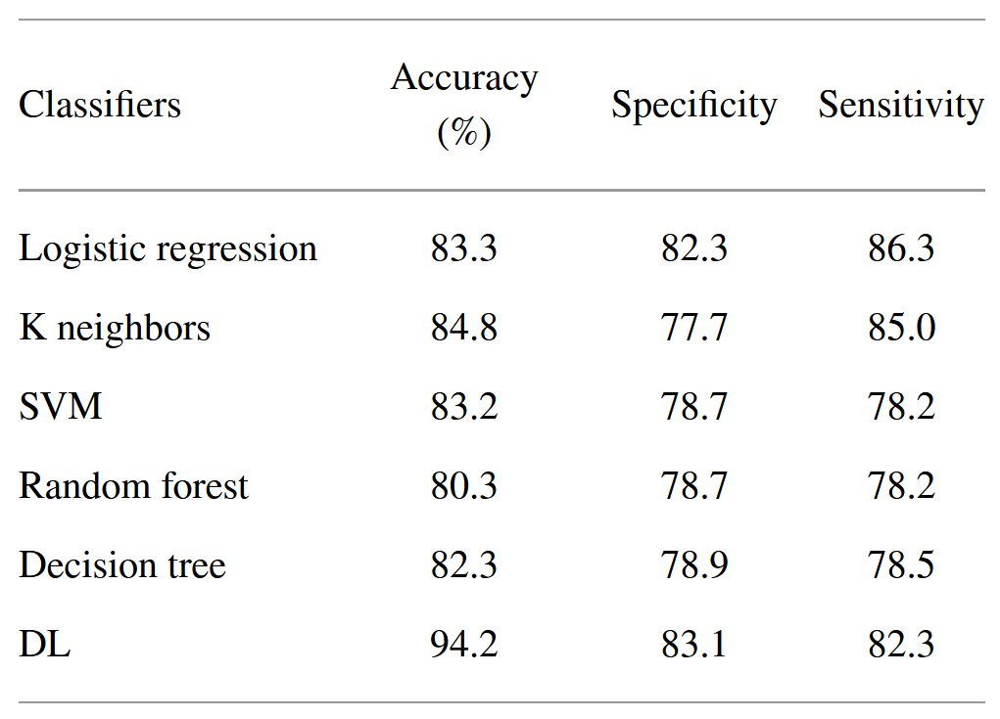 Classifiers Accuracy (%) Specificity Sensitivity
Logistic regression 83.3 82.3 86.3
K neighbors 84.8 77.7 85.0
SVM 83.2 78.7 78.2
Random forest 80.3 78.7 78.2
Decision tree 82.3 78.9 78.5
DL 94.2 83.1 82.3